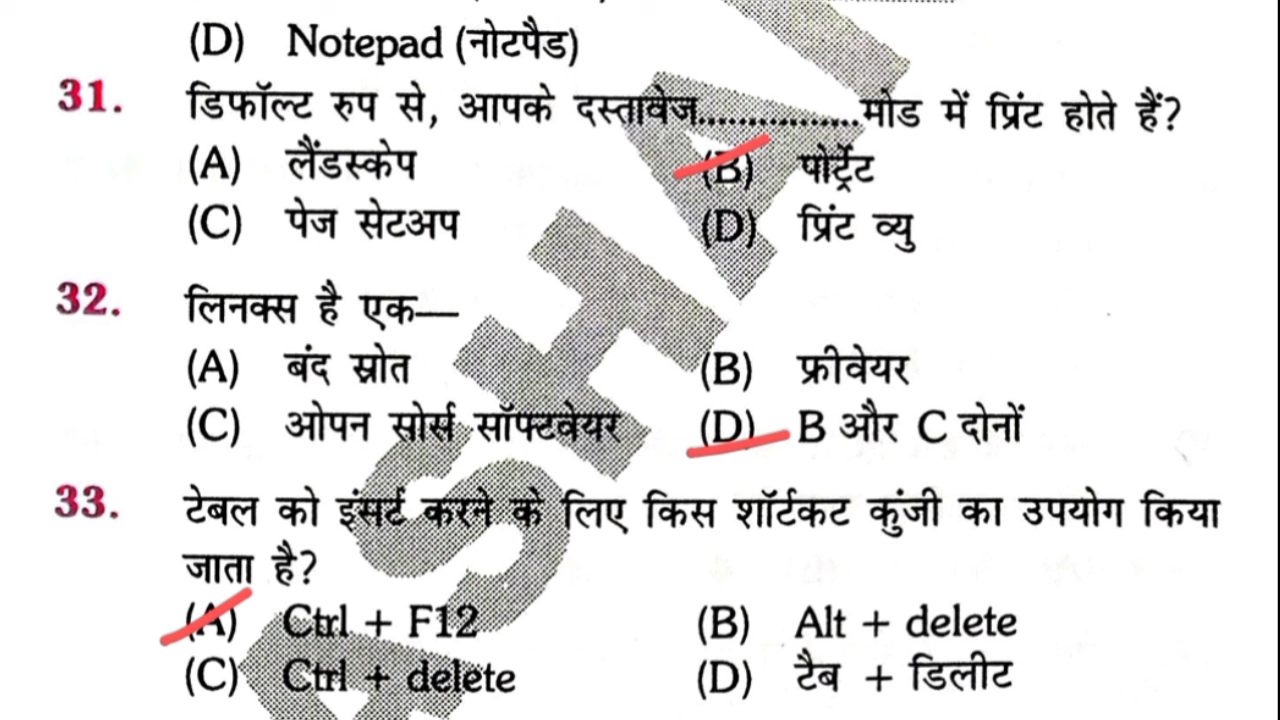 (D) Notepad (नोटपैड)
31. डिफॉल्ट रुप से, आपके दस्तावेज.................मोड में प्रिंट होते हैं?
(A) लैंडस्केप (B) पोर्ट्रेट
(C) पेज सेटअप (D) प्रिंट व्यु
32. लिनक्स है एक—
(A) बंद स्रोत (B) फ्रीवेयर
(C) ओपन सोर्स सॉफ्टवेयर (D) B और C दोनों
33. टेबल को इंसर्ट करने के लिए किस शॉर्टकट कुंजी का उपयोग किया
जाता है?
(A) Ctrl + F12 (B) Alt + delete
(C) Ctrl + delete (D) टैब + डिलीट